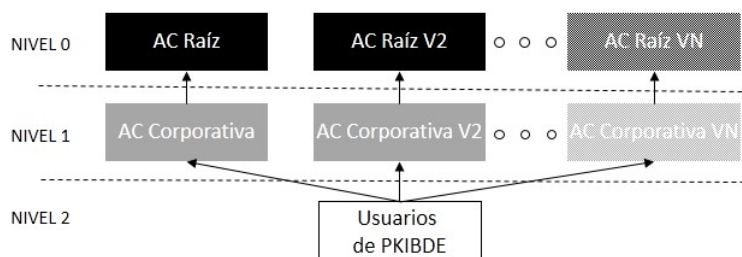 NIVEL 0
AC Raíz
AC Raíz V2
AC Raíz VN
NIVEL 1
AC Corporativa
AC Corporativa V2
AC Corporativa VN
NIVEL 2
Usuarios
de PKIBDE